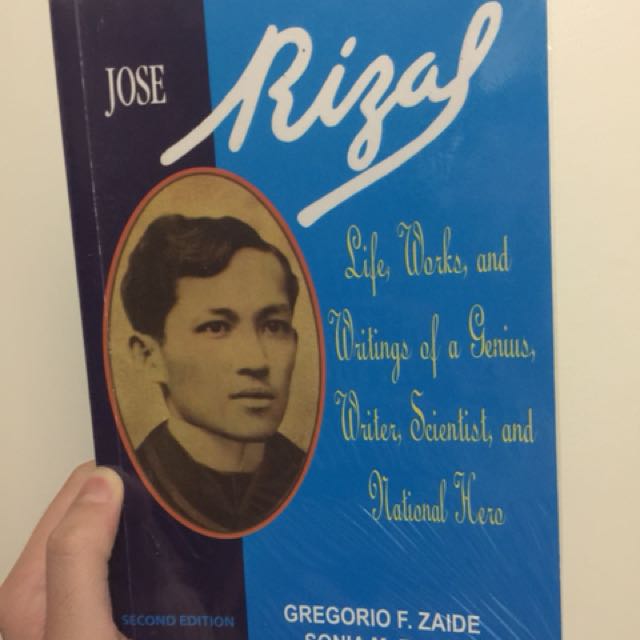 JOSE
Rizal
Life, Works, and
Writings of a Genius,
Writer, Scientist, and
National Hero
SECOND EDITION
GREGORIO F. ZAIDE